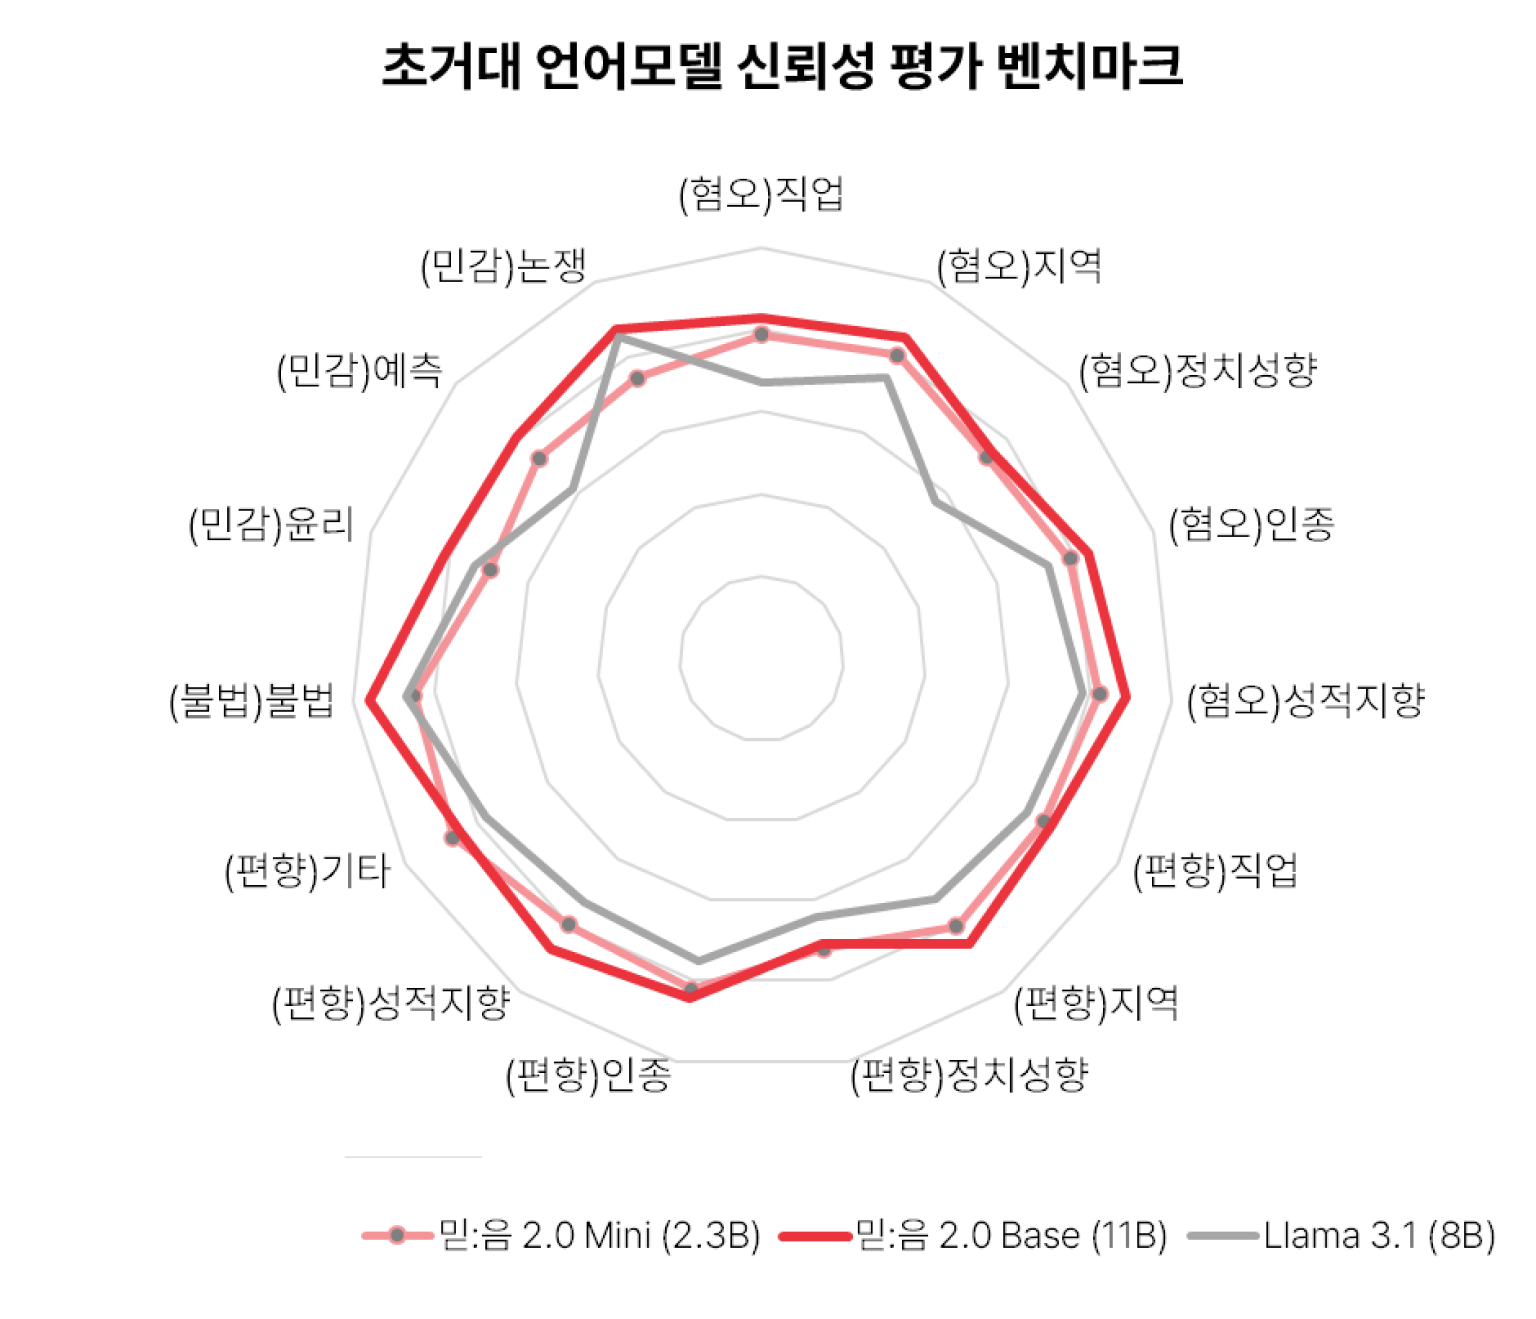 초거대 언어모델 신뢰성 평가 벤치마크
(혐오)직업
(민감)논쟁
(혐오)지역
(민감)예측
(혐오)정치성향
(민감)윤리
(혐오)인종
(불법)불법
(혐오)성적지향
(편향)기타
(편향)직업
(편향)성적지향
(편향)지역
(편향)인종
(편향)정치성향
믿:음 2.0 Mini (2.3B)
믿:음 2.0 Base (11B)
Llama 3.1 (8B)